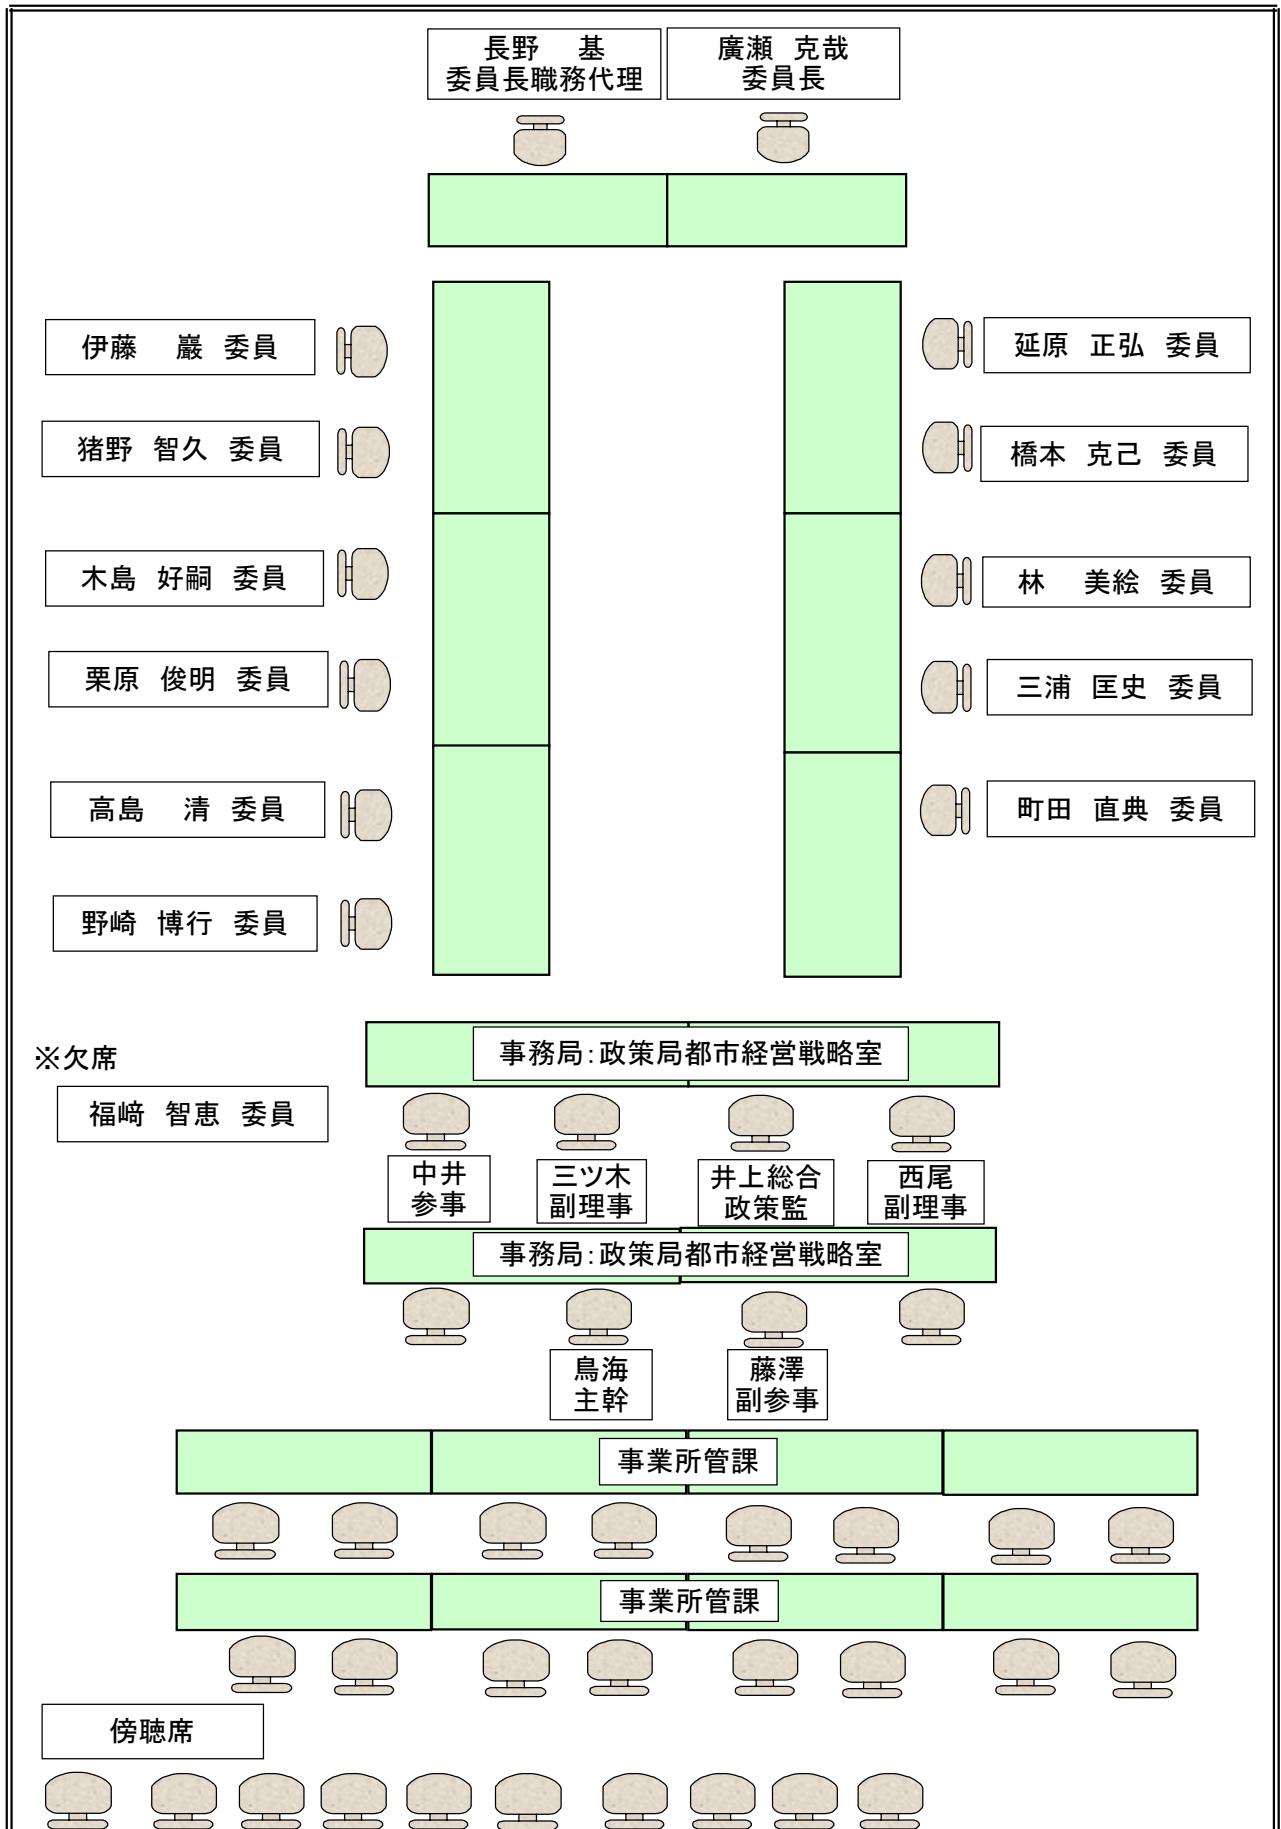 長野　基
委員長職務代理
廣瀬 克哉
委員長
伊藤　巖 委員
延原 正弘 委員
猪野 智久 委員
橋本 克己 委員
木島 好嗣 委員
林　美絵 委員
栗原 俊明 委員
三浦 匡史 委員
高島　清 委員
町田 直典 委員
野崎 博行 委員
※欠席
福﨑 智恵 委員
事務局：政策局都市経営戦略室
中井
参事
三ツ木
副理事
井上総合
政策監
西尾
副理事
事務局：政策局都市経営戦略室
鳥海
主幹
藤澤
副参事
事業所管課
事業所管課
傍聴席